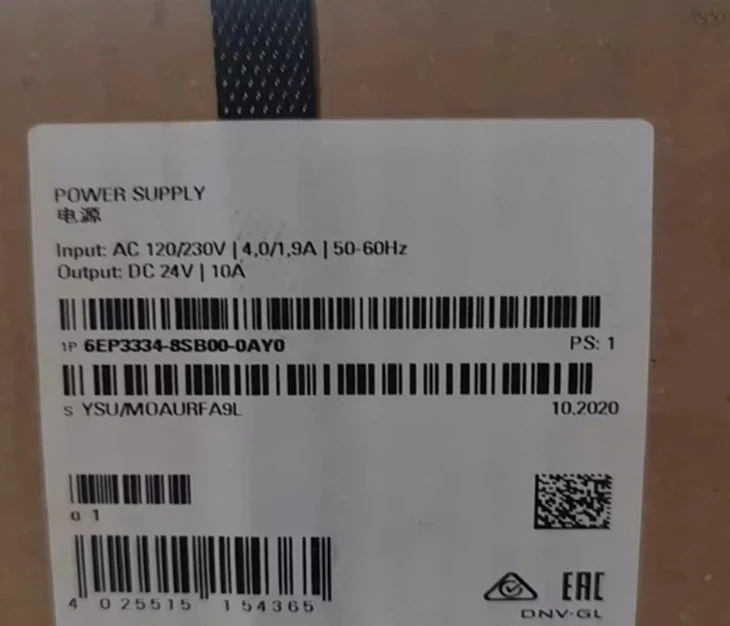 POWER SUPPLY
电源
Input: AC 120/230V | 4,0/1,9A | 50-60Hz
Output: DC 24V | 10A
1P 6EP3334-8SB00-0AY0 PS: 1
S YSU/MOAURFA9L 10.2020
Q 1
4 025515 154365
EAC
DNV·GL